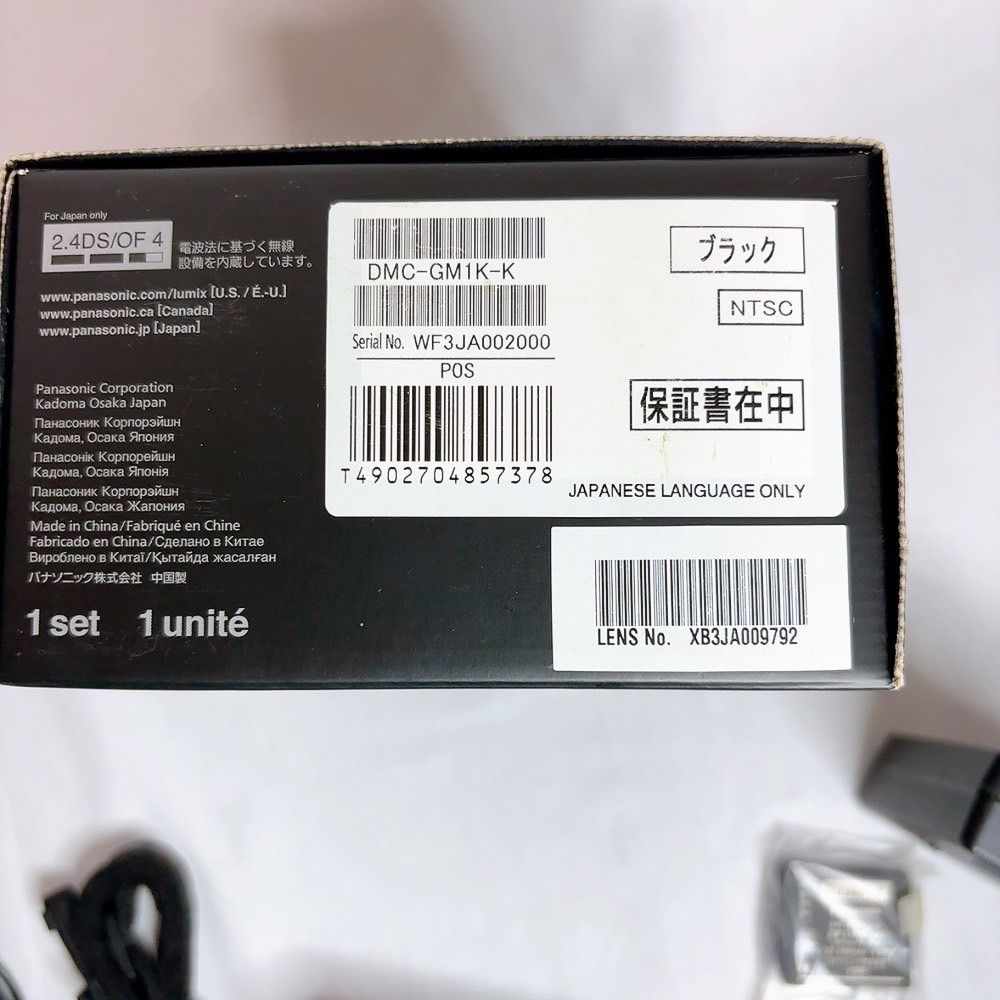 For Japan only
2.4DS/OF 4
電波法に基づく無線
設備を内蔵しています。
www.panasonic.com/lumix [U.S. / É.-U.]
www.panasonic.ca [Canada]
www.panasonic.jp [Japan]
Panasonic Corporation
Kadoma Osaka Japan
Панасоник Корпорэйшн
Кадома, Осака Япония
Панасонік Корпорейшн
Кадома, Осака Японія
Панасоник Корпорэйшн
Кадома, Осака Жапония
Made in China/Fabriqué en Chine
Fabricado en China/Сделано в Китае
Вироблено в Китаї/Қытайда жасалған
パナソニック株式会社 中国製
1 set 1 unité
DMC-GM1K-K
Serial No. WF3JA002000
POS
T4902704857378
ブラック
NTSC
保証書在中
JAPANESE LANGUAGE ONLY
LENS No. XB3JA009792